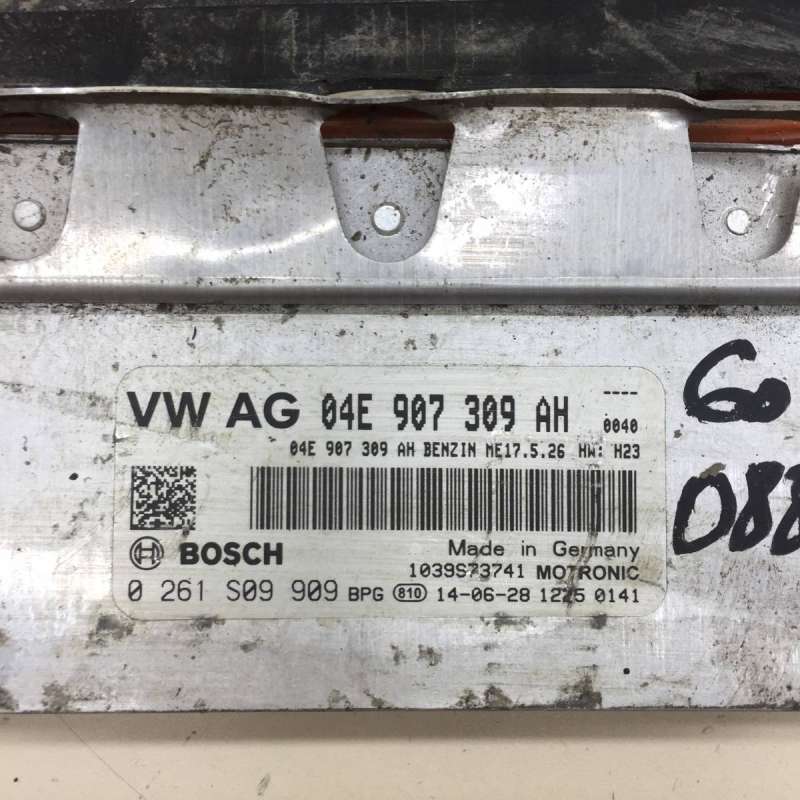 VW AG 04E 907 309 AH
----
0040
04E 907 309 AH BENZIN ME17.5.26 HW: H23
BOSCH
Made in Germany
1039S73741 MOTRONIC
0 261 S09 909 BPG 810 14-06-28 1225 0141
Go
088